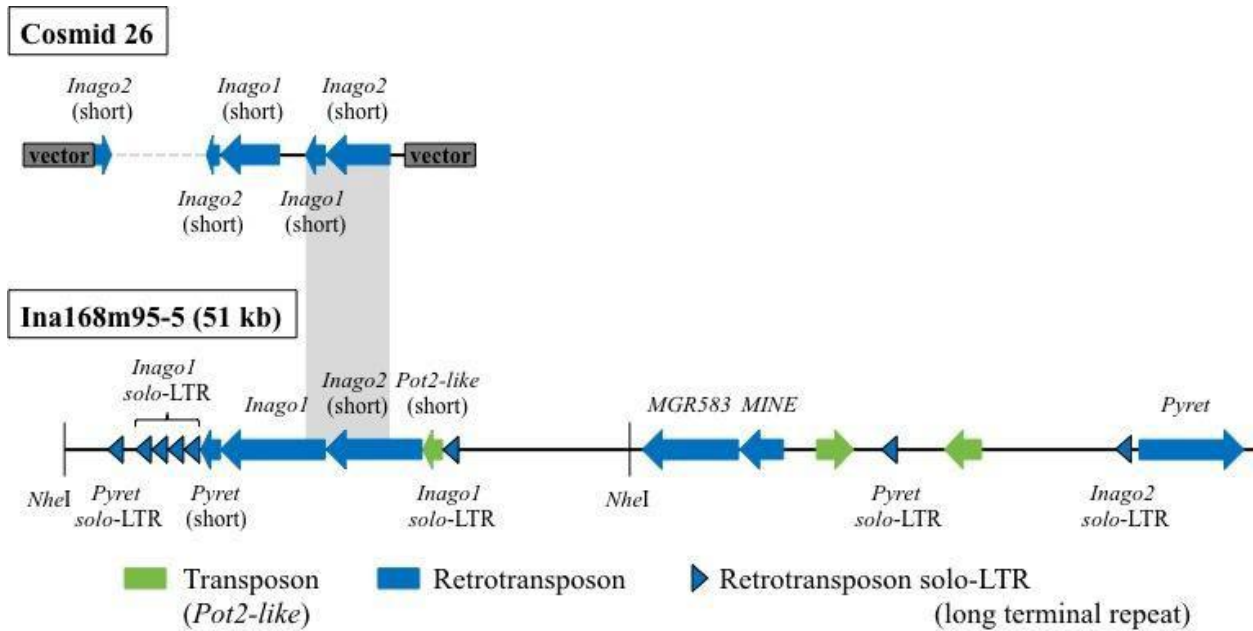 Cosmid 26
Inago2
(short)
Inago1
(short)
Inago2
(short)
vector
vector
Inago2
(short)
Inago1
(short)
Ina168m95-5 (51 kb)
Inago1
solo-LTR
Inago1
Inago2
(short)
Pot2-like
(short)
MGR583
MINE
Pyret
NheI
Pyret
solo-LTR
Pyret
(short)
Inago1
solo-LTR
NheI
Pyret
solo-LTR
Inago2
solo-LTR
Transposon
(Pot2-like)
Retrotransposon
Retrotransposon solo-LTR
(long terminal repeat)